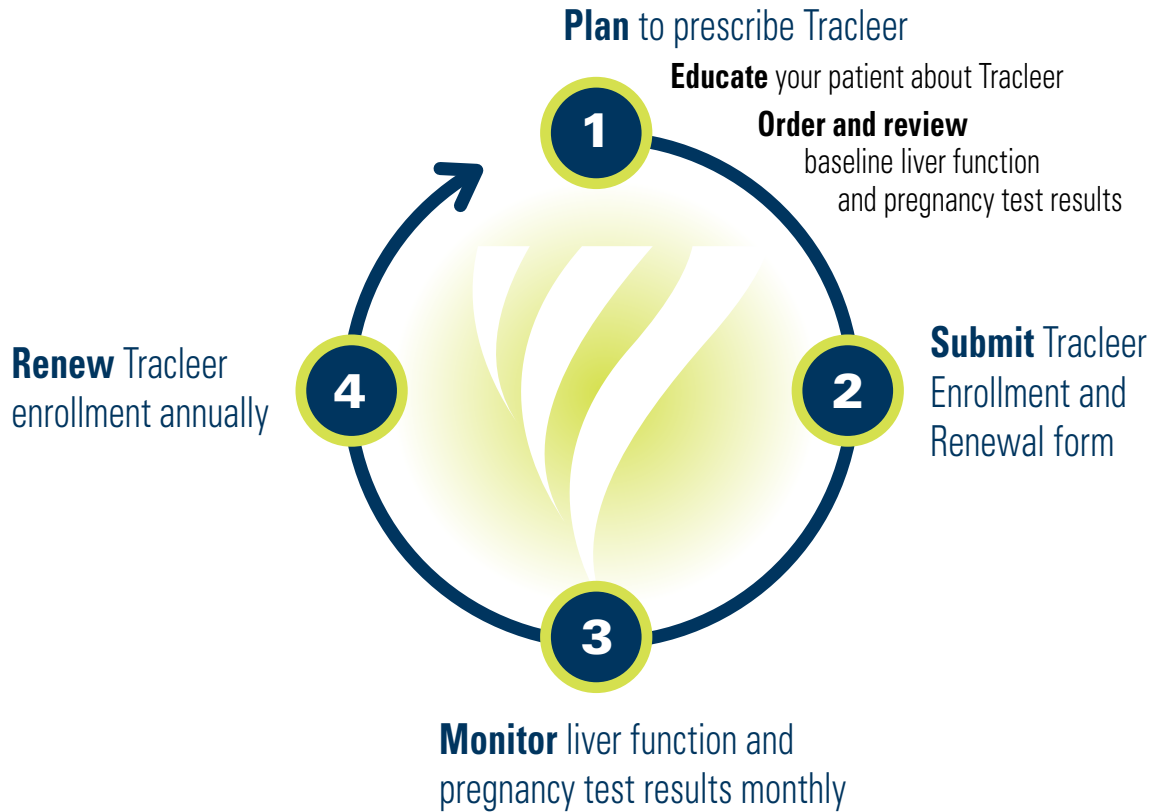 Plan to prescribe Tracleer
Educate your patient about Tracleer
Order and review
baseline liver function
and pregnancy test results
1
2
Submit Tracleer
Enrollment and
Renewal form
3
Monitor liver function and
pregnancy test results monthly
4
Renew Tracleer
enrollment annually